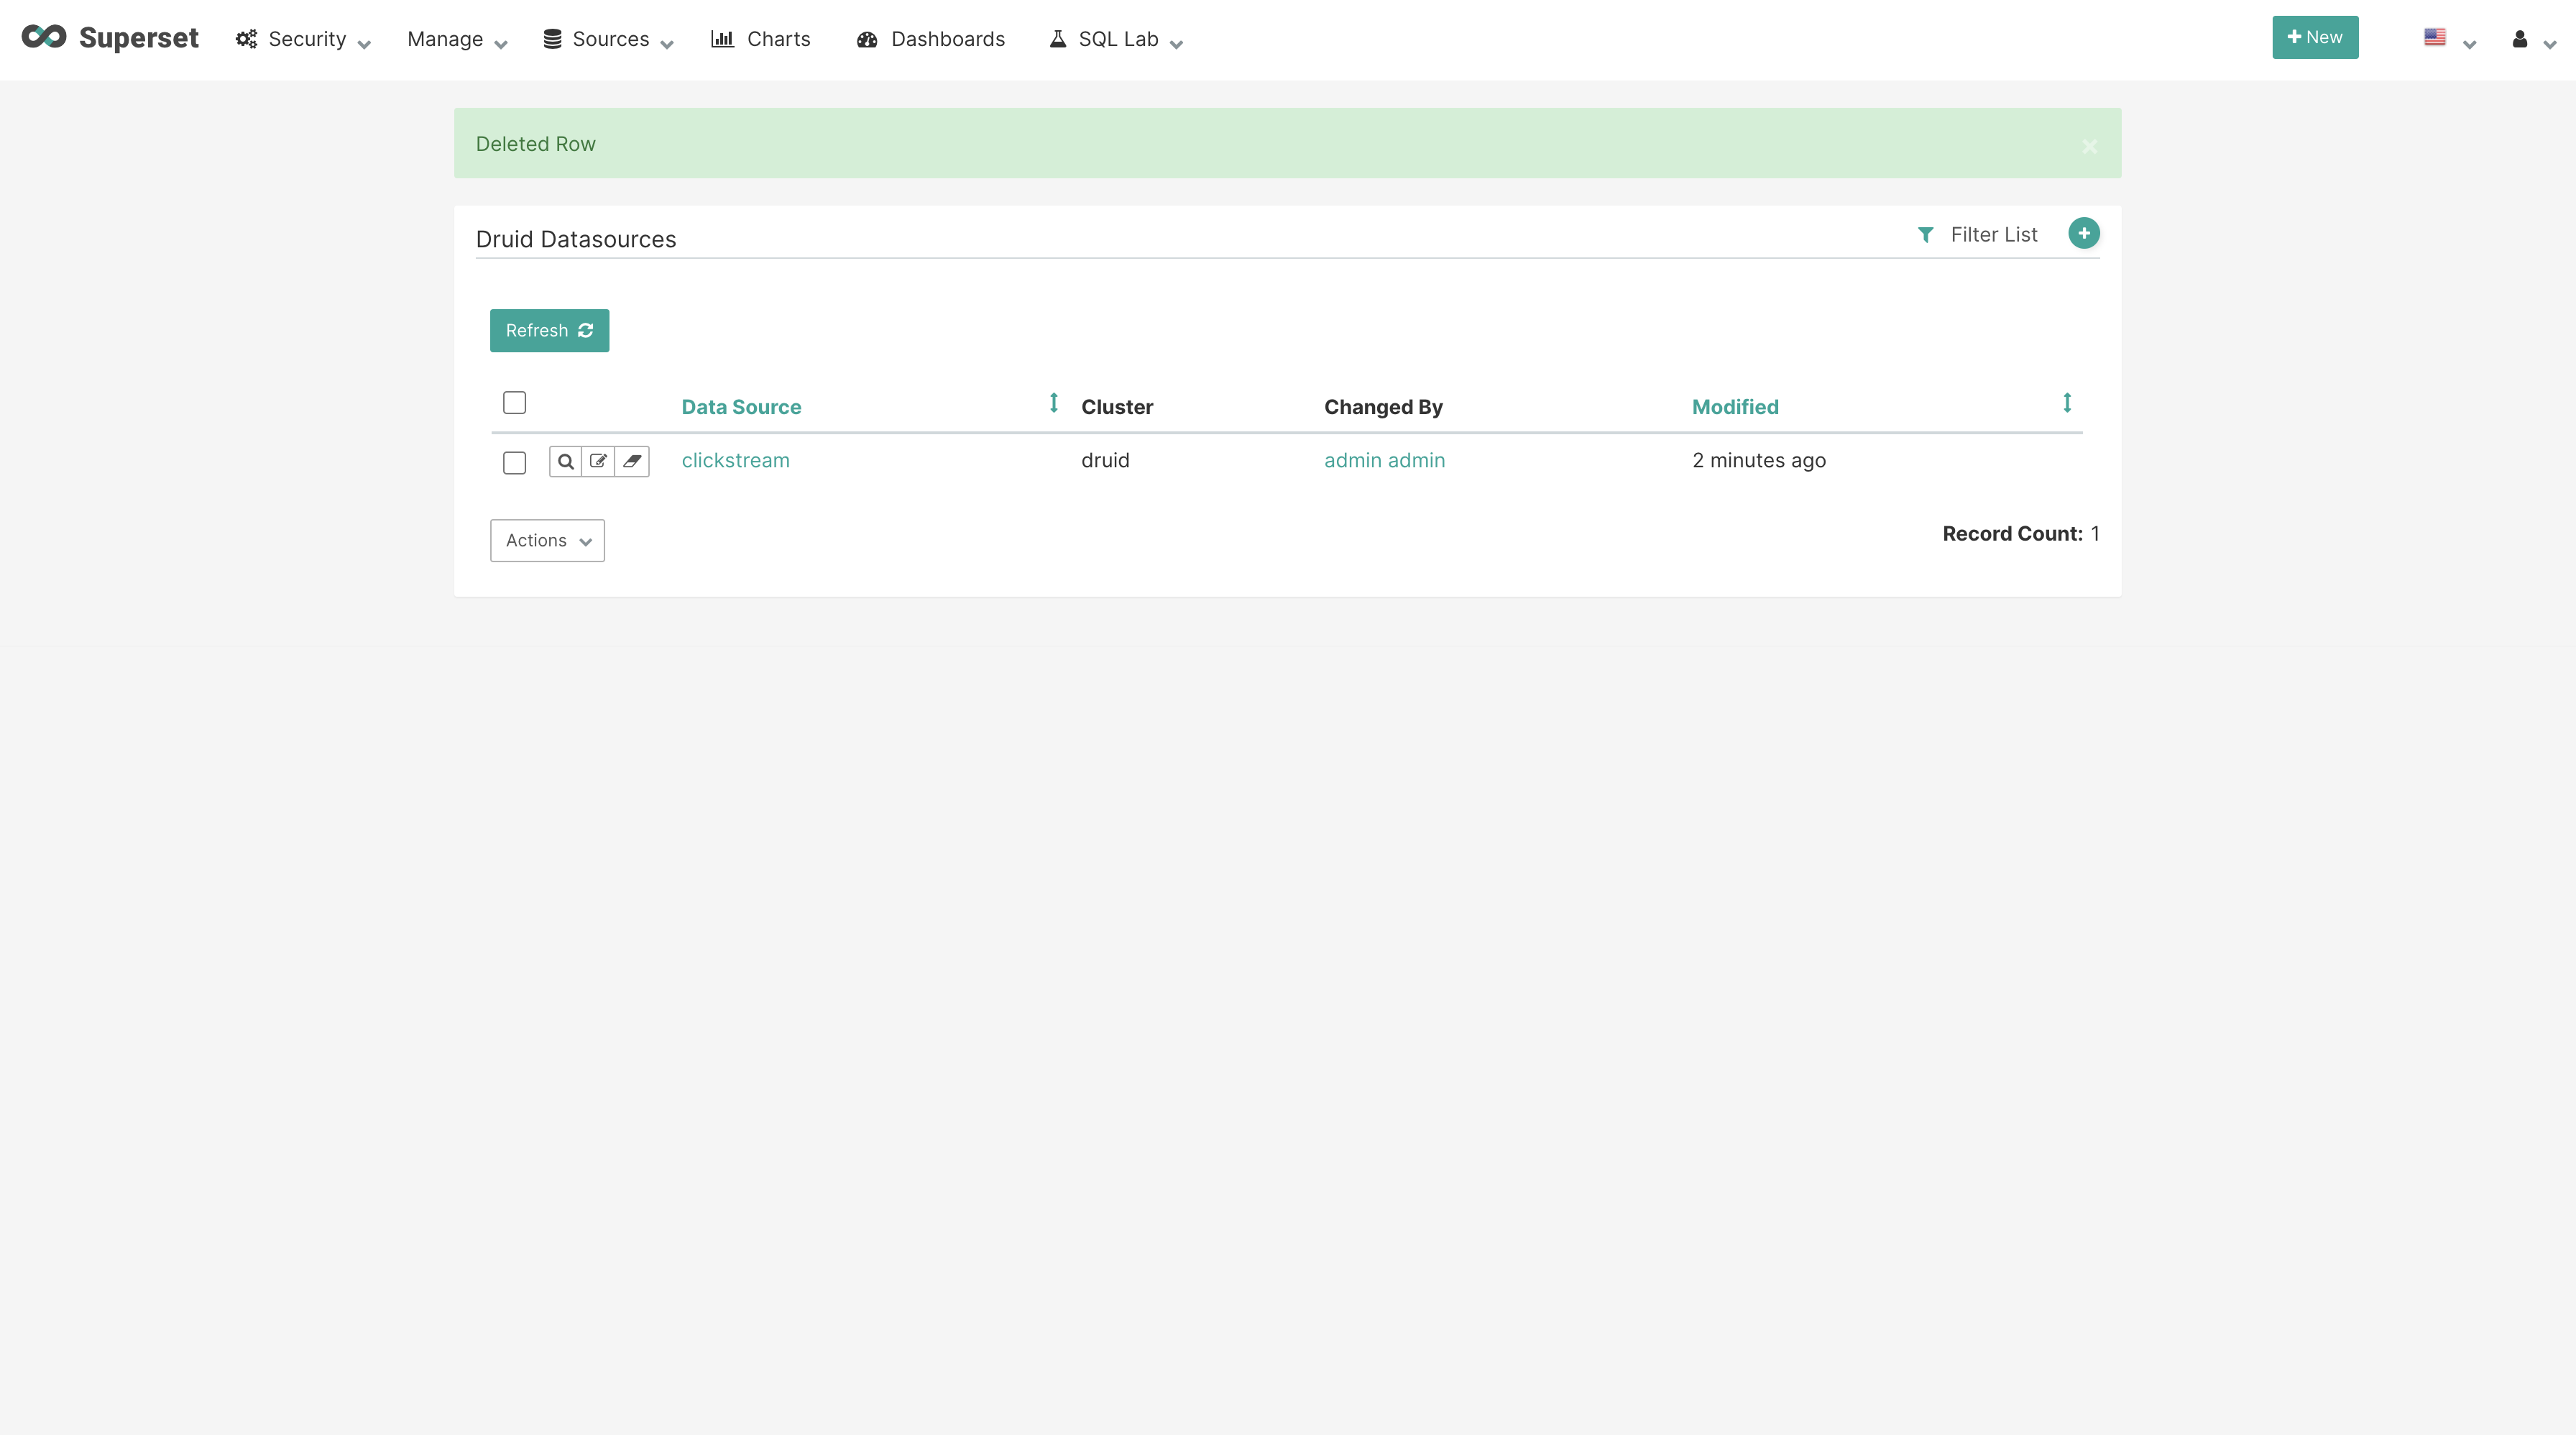 Superset Security Manage Sources Charts Dashboards SQL Lab New
Deleted Row
Druid Datasources Filter List
Refresh
Data Source Cluster Changed By Modified
clickstream druid admin admin 2 minutes ago
Actions Record Count: 1